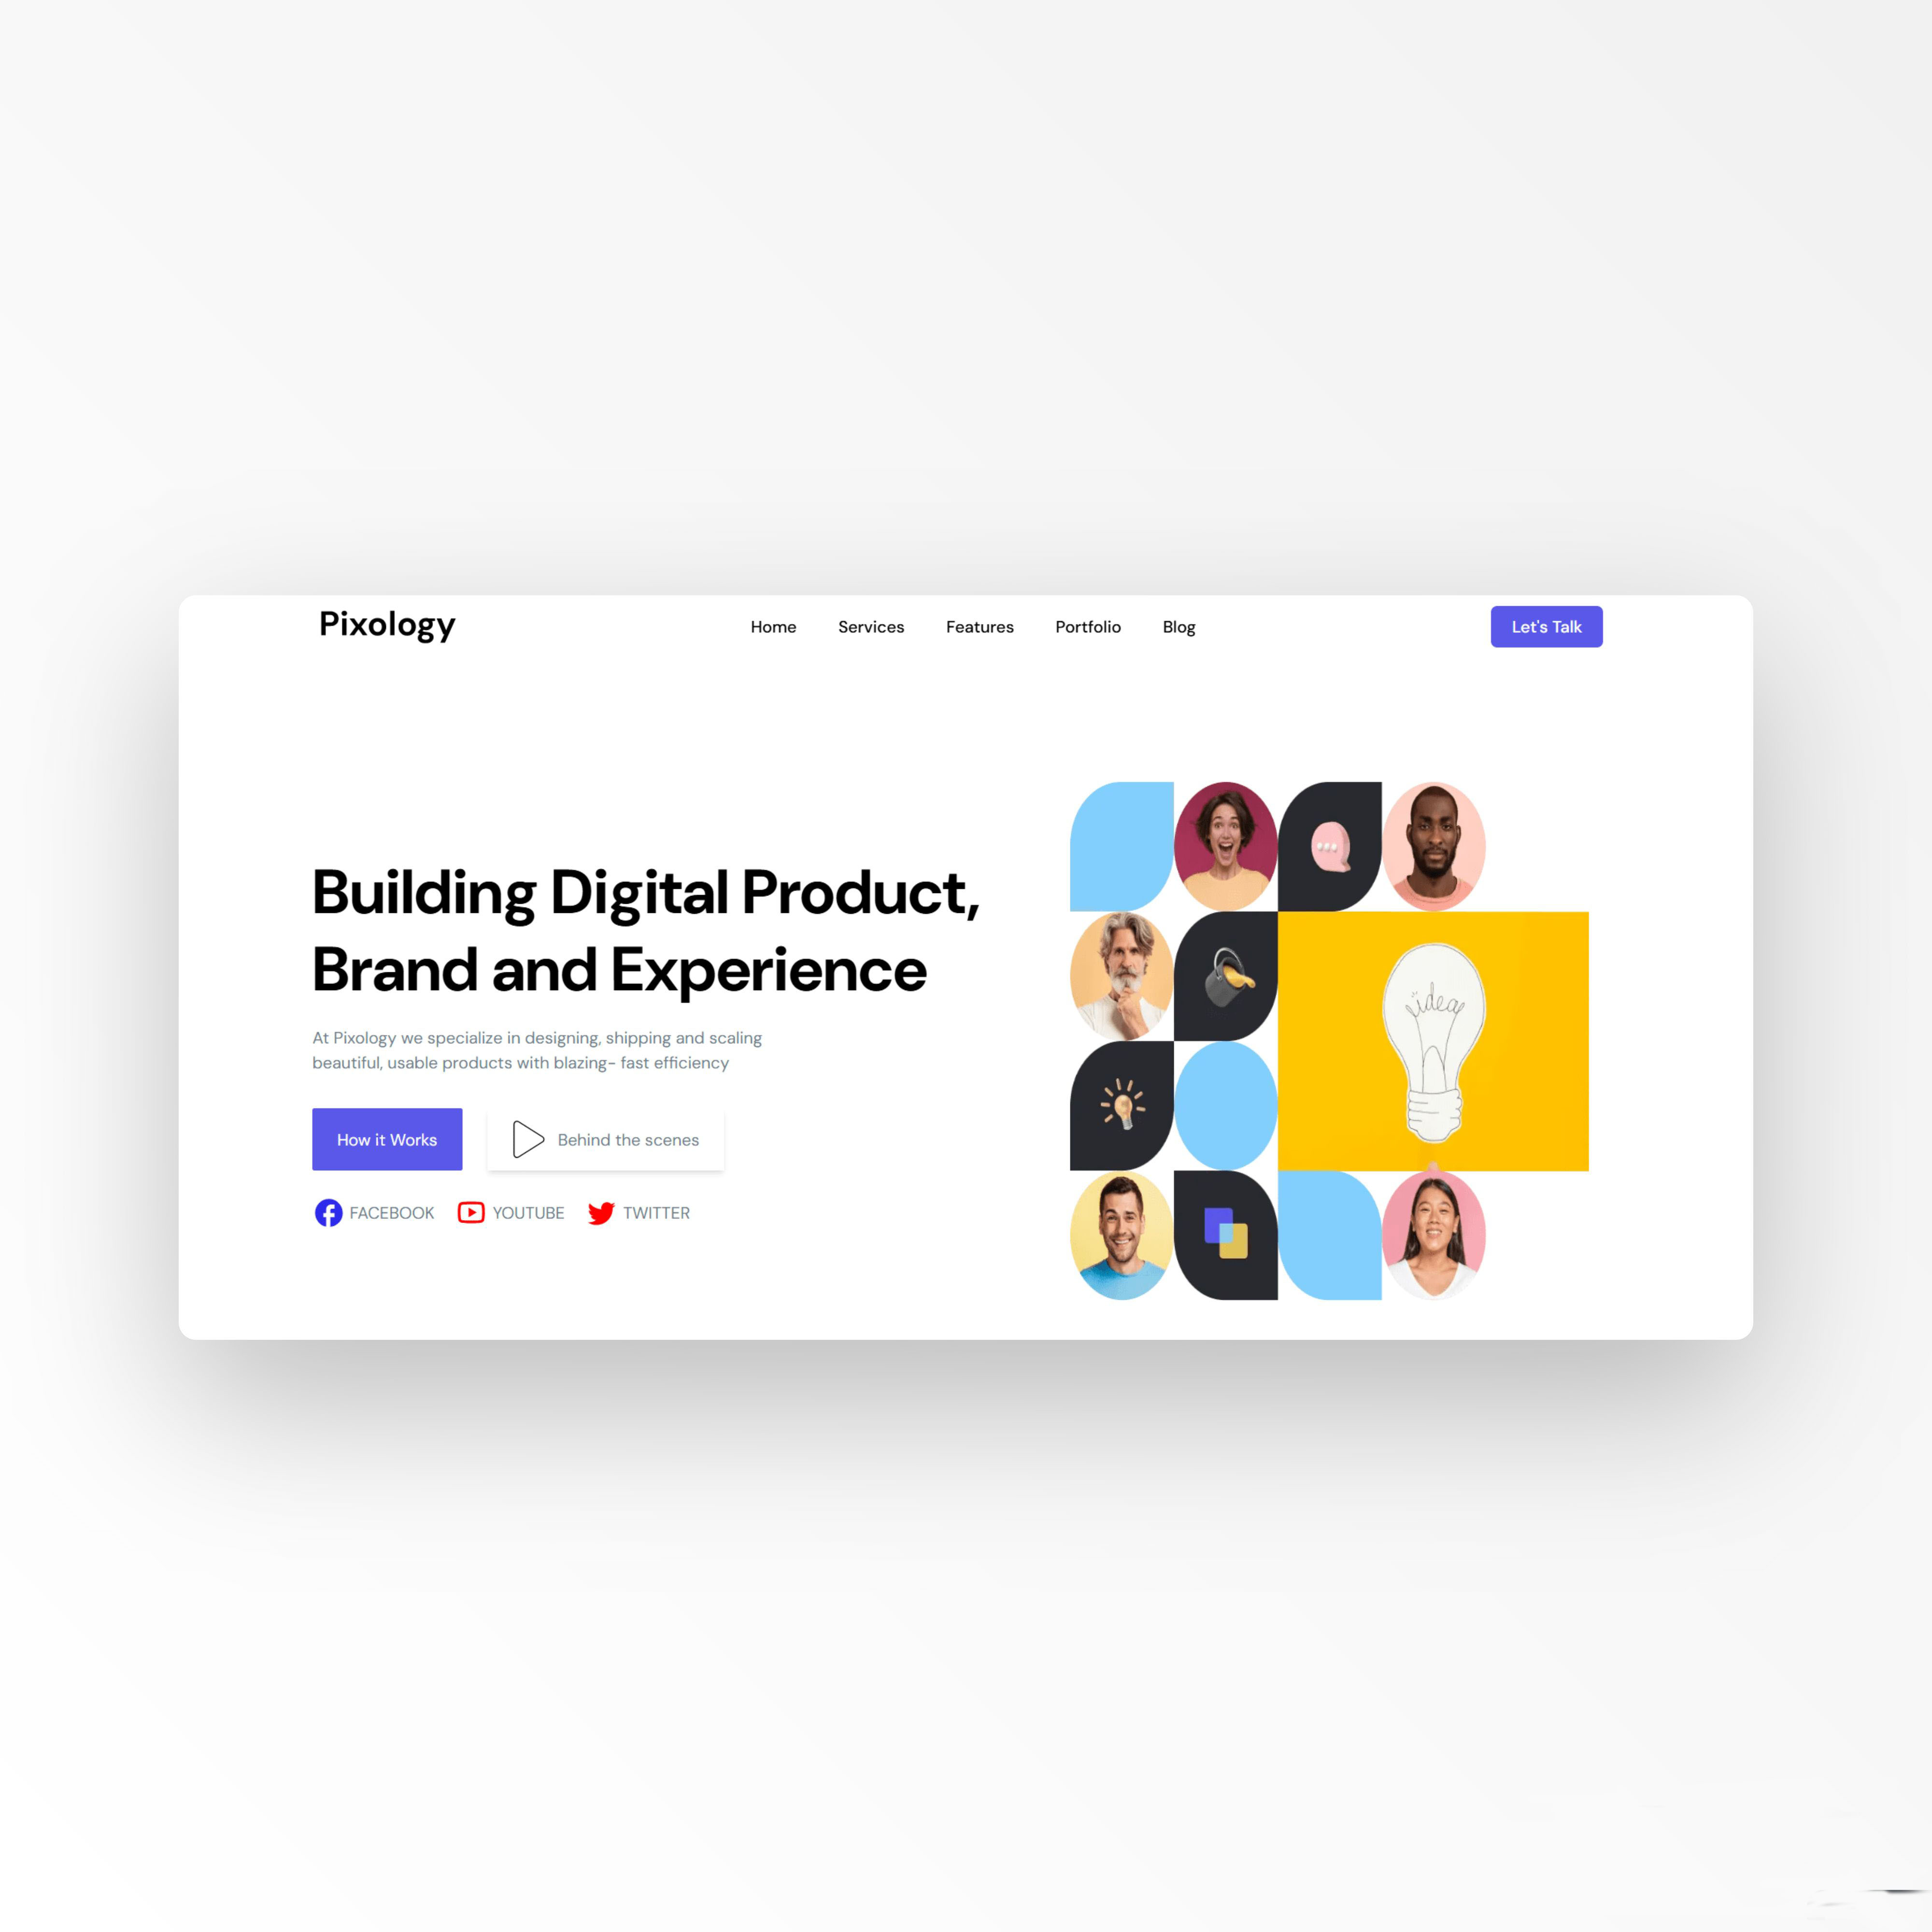 Pixology
Home Services Features Portfolio Blog
Let's Talk
Building Digital Product,
Brand and Experience
At Pixology we specialize in designing, shipping and scaling
beautiful, usable products with blazing- fast efficiency
How it Works
Behind the scenes
FACEBOOK YOUTUBE TWITTER
idea